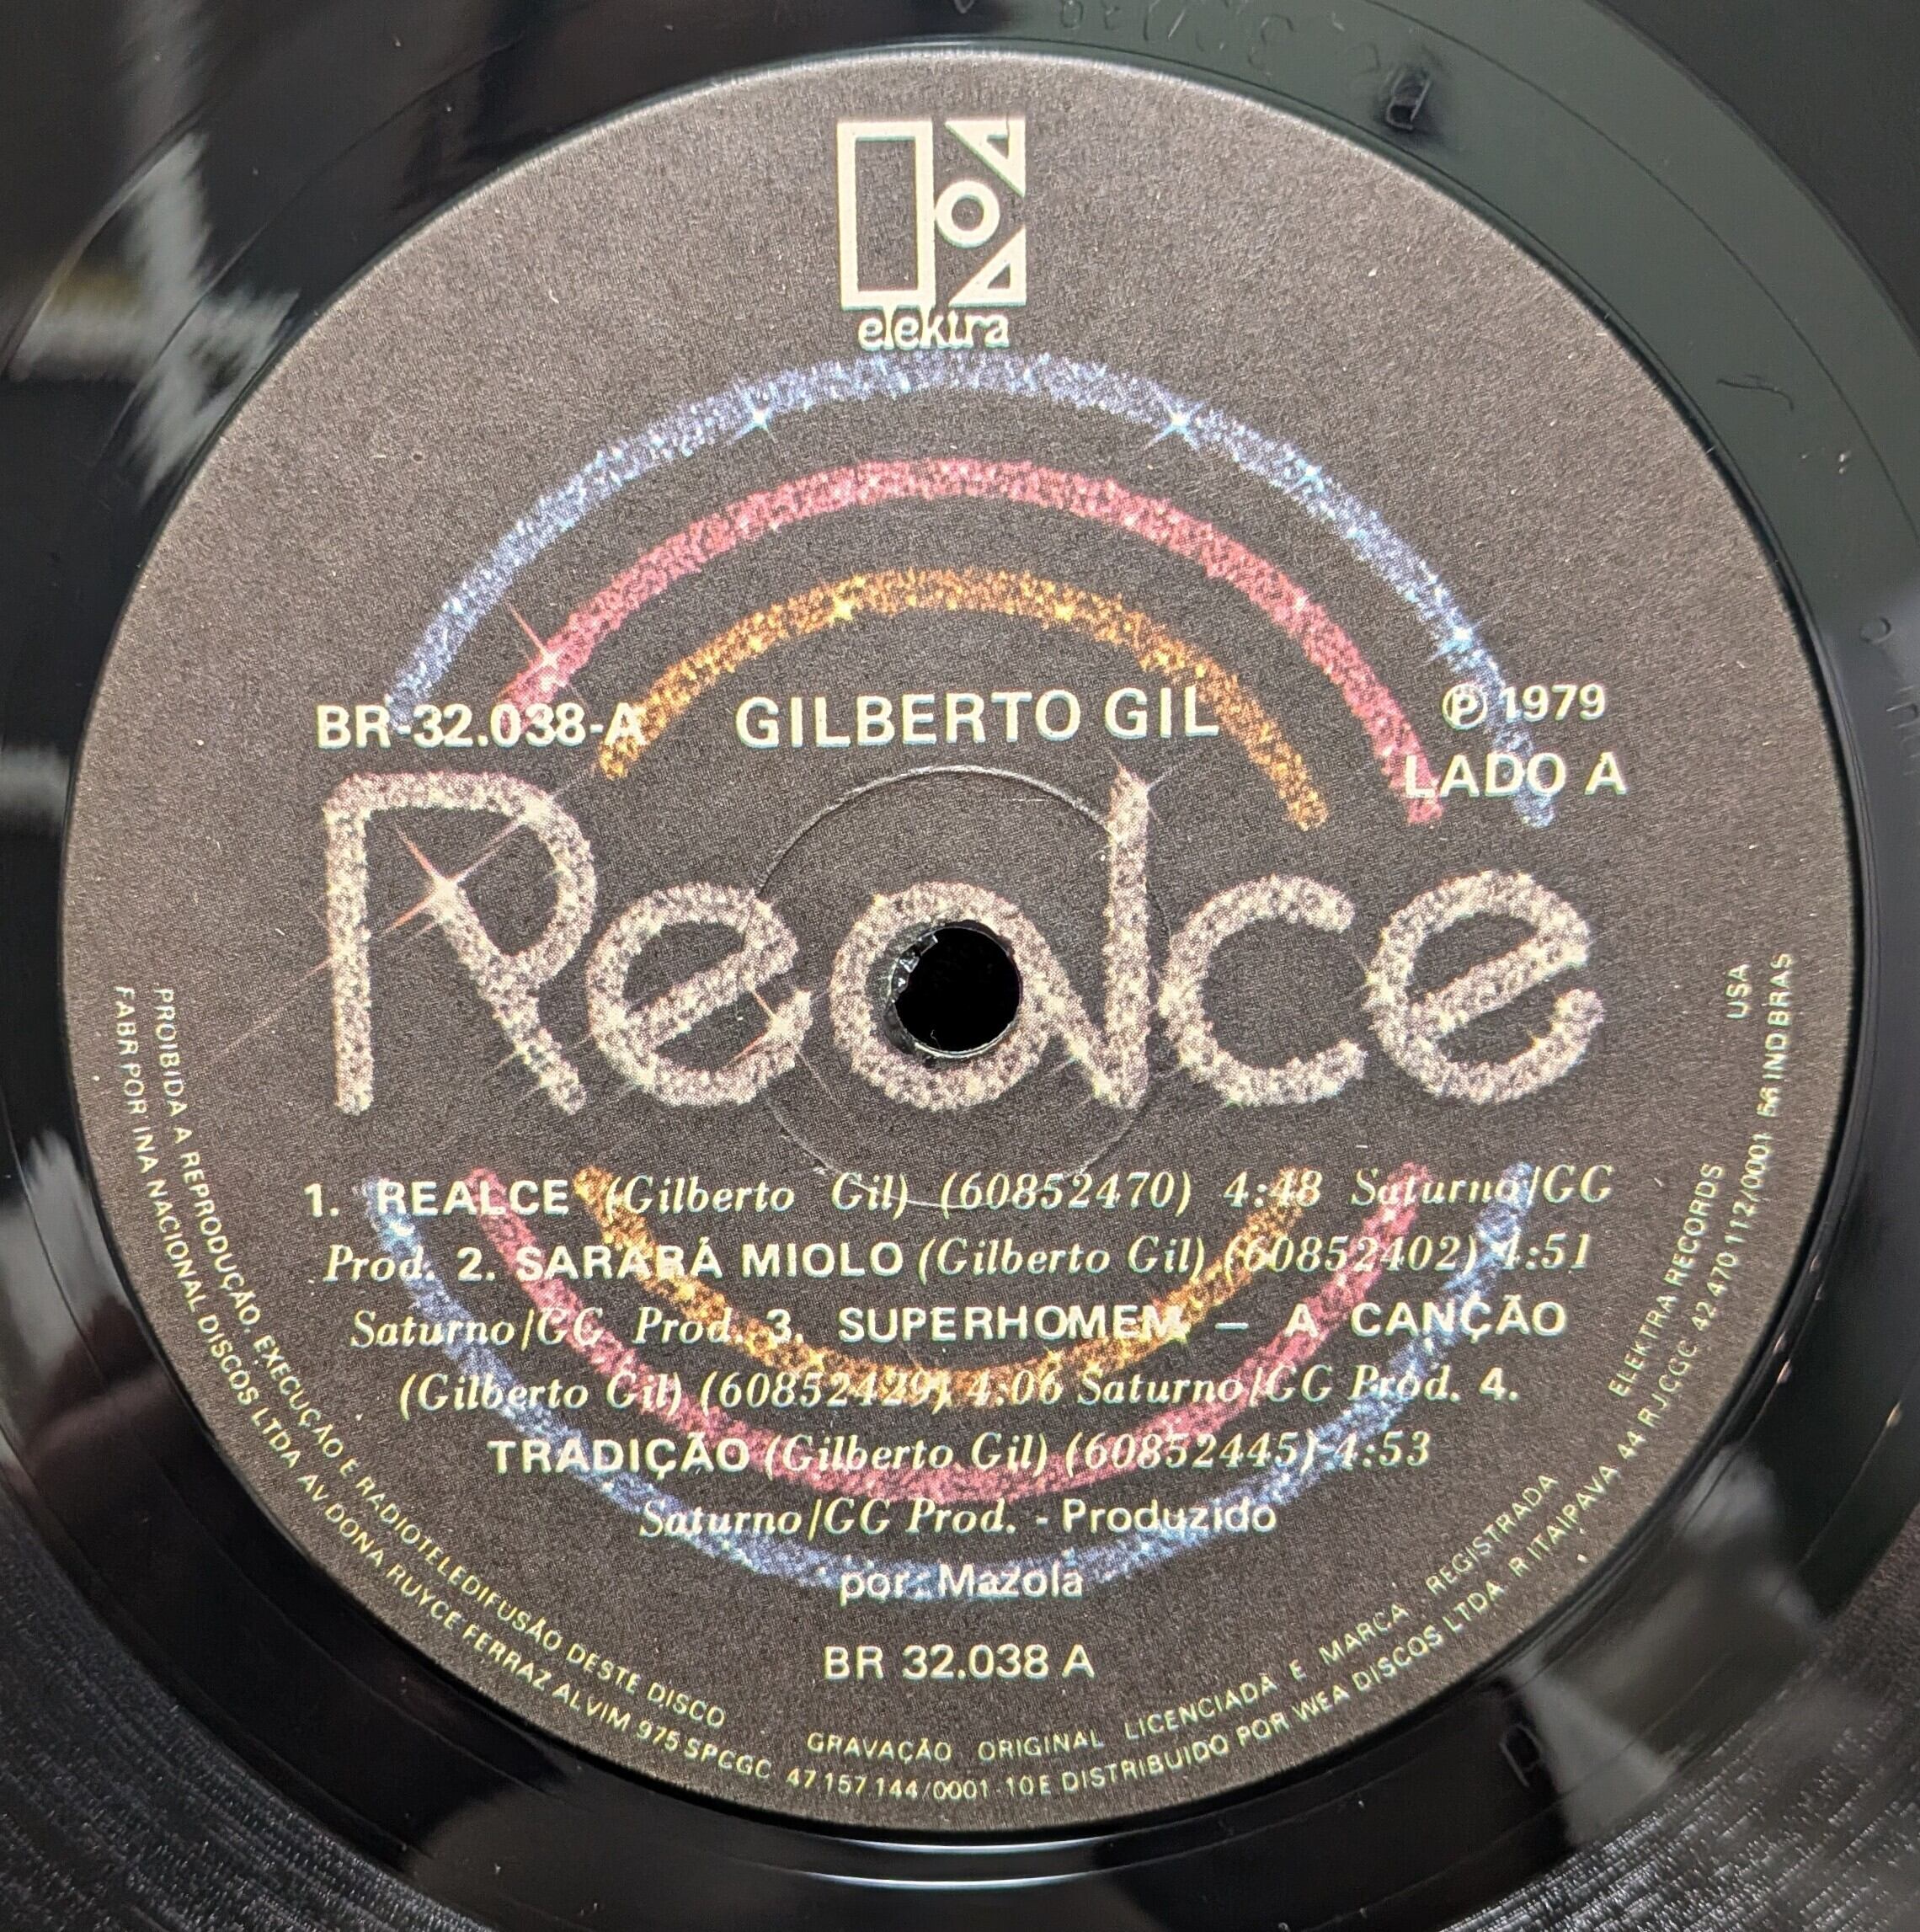 elektra
BR-32.038-A
GILBERTO GIL
℗ 1979
LADO A
Realce
1. REALCE (Gilberto Gil) (60852470) 4:48 Saturno/GG
Prod. 2. SARARÁ MIOLO (Gilberto Gil) (60852402) 4:51
Saturno/GG Prod. 3. SUPERHOMEM – A CANÇÃO
(Gilberto Gil) (60852429) 4:06 Saturno/GG Prod. 4.
TRADIÇÃO (Gilberto Gil) (60852445) 4:53
Saturno/GG Prod. - Produzido
por: Mazola
BR 32.038 A
PROIBIDA A REPRODUÇÃO, EXECUÇÃO E RADIOTELEDIFUSÃO DESTE DISCO
GRAVAÇÃO ORIGINAL LICENCIADA E MARCA REGISTRADA ELEKTRA RECORDS USA
FABR POR INA NACIONAL DISCOS LTDA AV DONA RUYCE FERRAZ ALVIM 975 SP CGC 47 157 144/0001-10 E DISTRIBUIDO POR WEA DISCOS LTDA R ITAIPAVA 44 RJ CGC 42 470 112/0001 56 IND BRAS